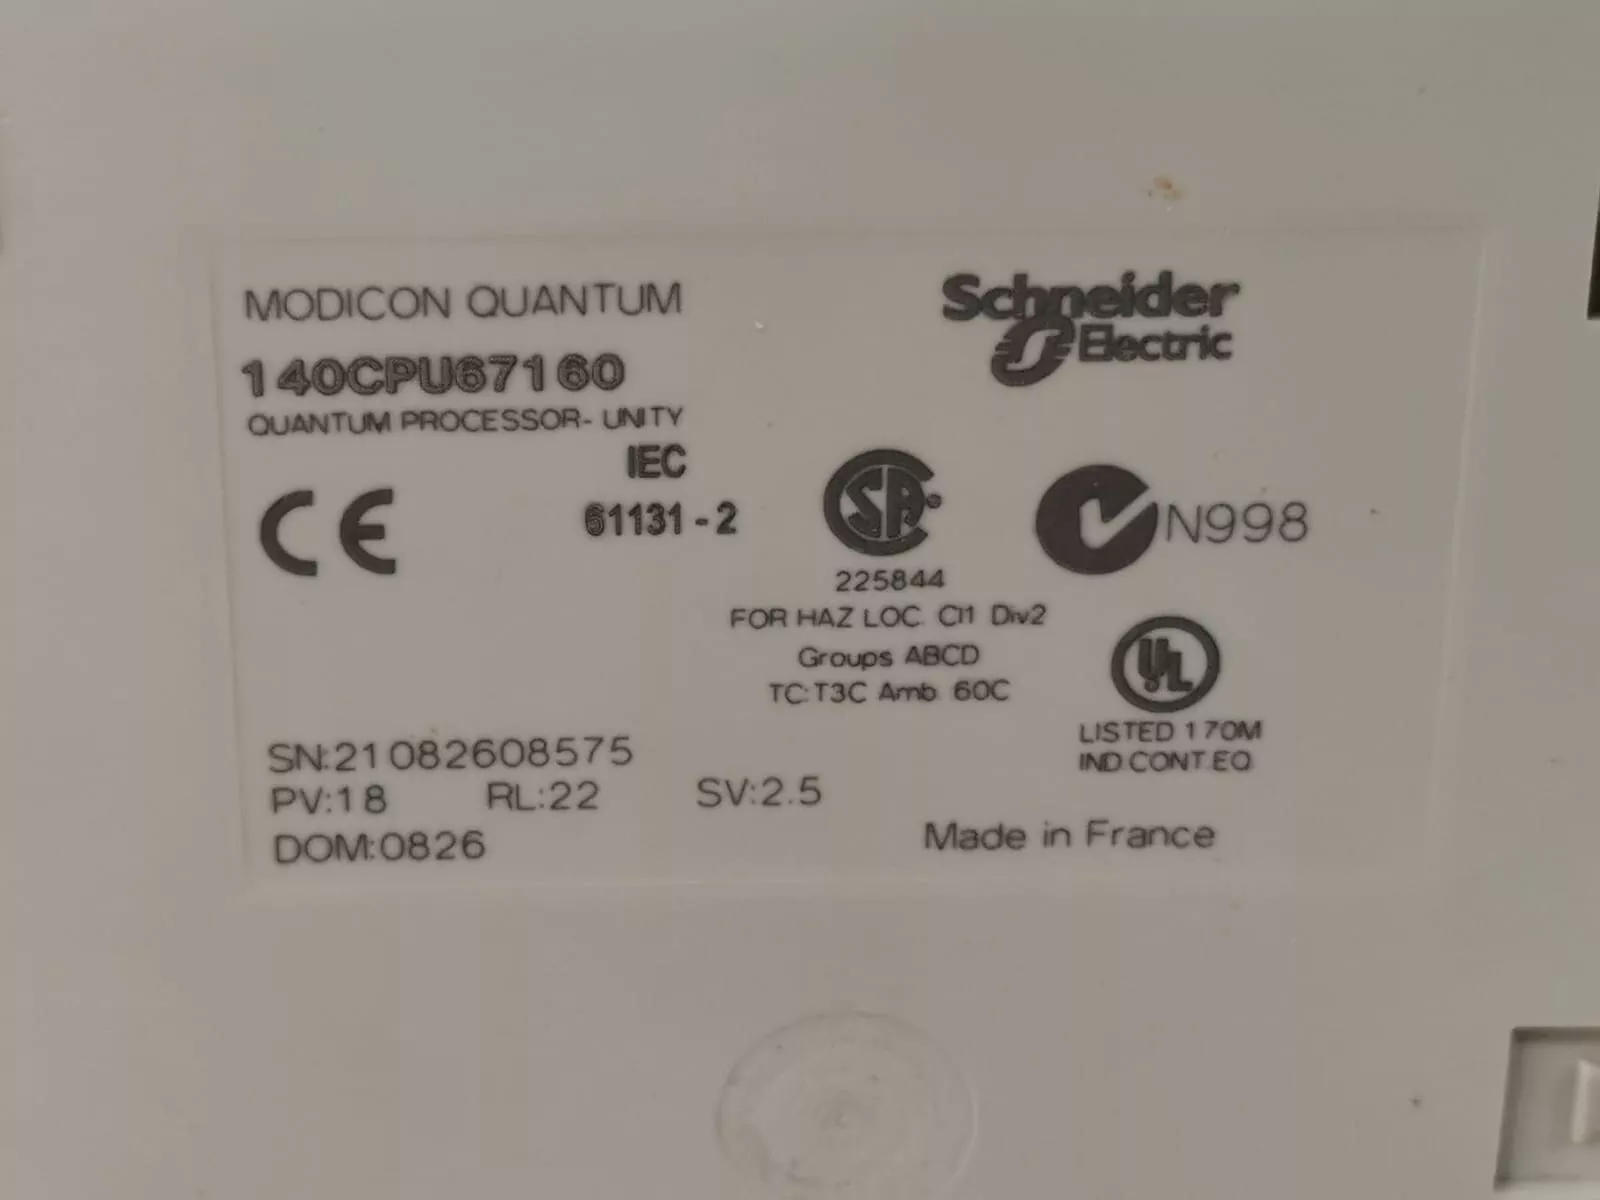 MODICON QUANTUM
140CPU67160
QUANTUM PROCESSOR- UNITY
Schneider
Electric
CE
IEC
61131-2
SA
225844
FOR HAZ LOC. Cl1 Div2
Groups ABCD
TC:T3C Amb. 60C
N998
UL
LISTED 170M
IND.CONT.EQ
SN:21082608575
PV:18 RL:22 SV:2.5
DOM:0826
Made in France